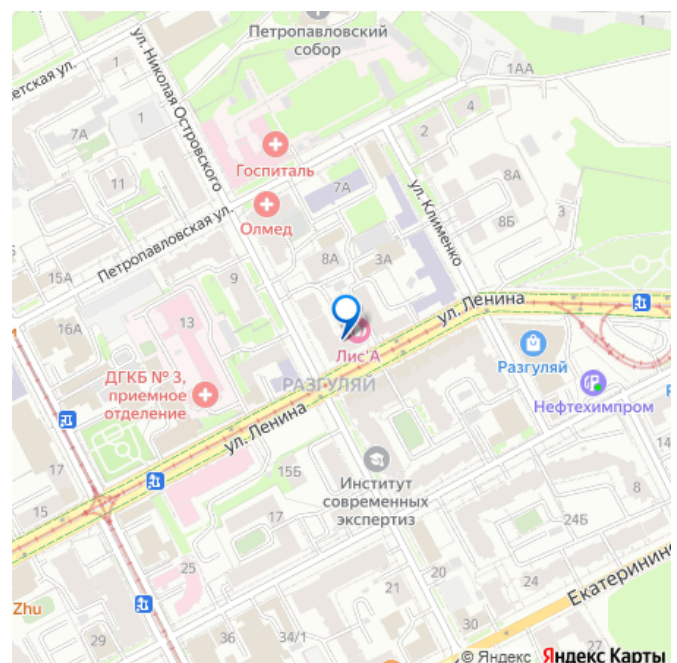 Петропавловский
собор
1
1
1АА
етская ул.
ул. Николая Островского
7А
1
2
4
Госпиталь
11
7А
8А
ул. Клименко
Олмед
8Б
3
Петропавловская ул.
15А
9
8А
3А
16А
13
ул. Ленина
Лис'А
Разгуляй
ДГКБ № 3,
приемное
отделение
РАЗГУЛЯЙ
Нефтехимпром
ул. Ленина
14
17
15Б
Институт
современных
экспертиз
8
15
17
24Б
25
20
21
24
Екатеринин
Zhu
29
36
34/1
30
27
© Яндекс Яндекс Карты